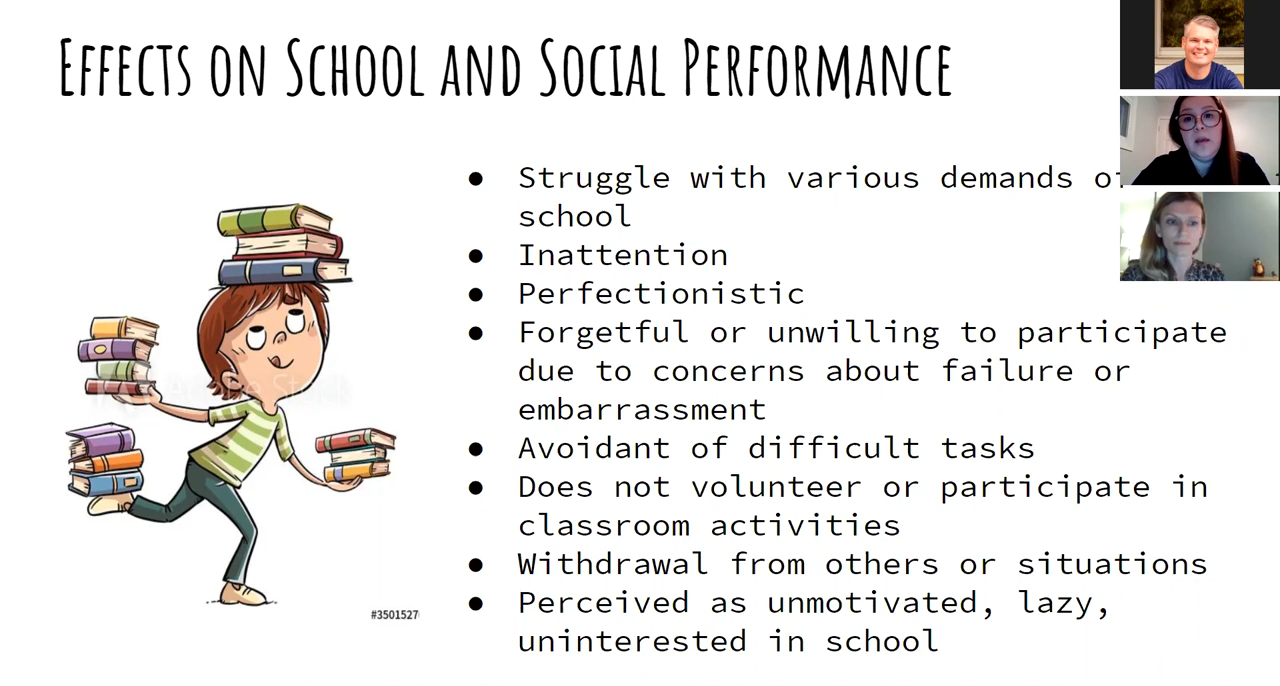 Effects on School and Social Performance
● Struggle with various demands of
school
● Inattention
● Perfectionistic
● Forgetful or unwilling to participate
due to concerns about failure or
embarrassment
● Avoidant of difficult tasks
● Does not volunteer or participate in
classroom activities
● Withdrawal from others or situations
● Perceived as unmotivated, lazy,
uninterested in school
Adobe Stock
#3501527